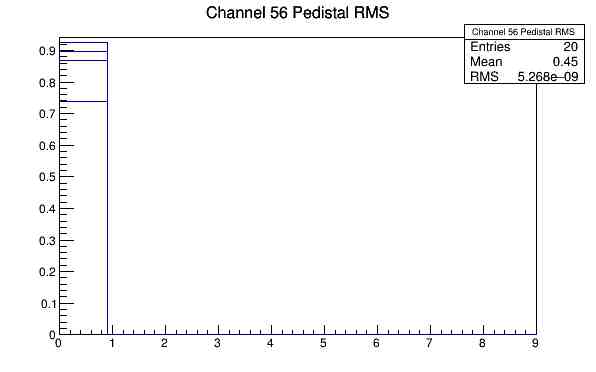 Channel 56 Pedistal RMS
Channel 56 Pedistal RMS
Entries 20
Mean 0.45
RMS 5.268e-09
0.9
0.8
0.7
0.6
0.5
0.4
0.3
0.2
0.1
0
0 1 2 3 4 5 6 7 8 9